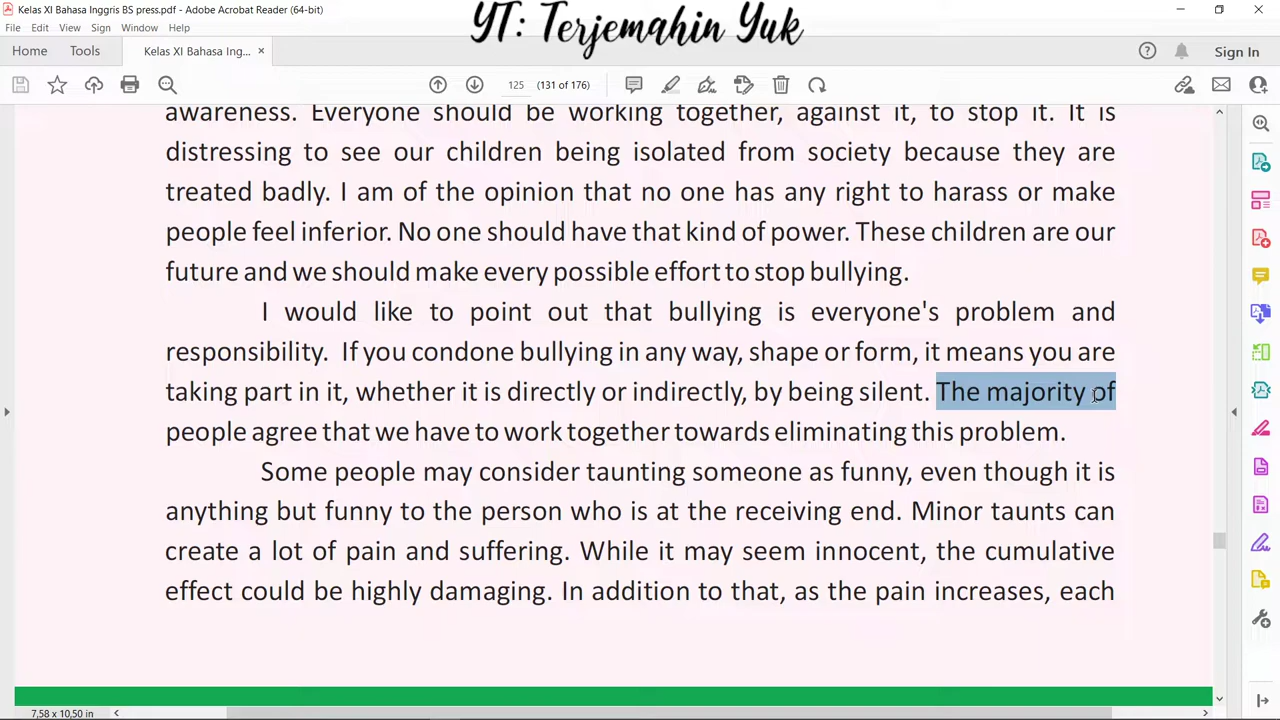 Kelas XI Bahasa Inggris BS press.pdf - Adobe Acrobat Reader (64-bit)
YT: Terjemahin Yuk
File Edit View Sign Window Help
Home Tools Kelas XI Bahasa Ing... × Sign In
125 (131 of 176)
awareness. Everyone should be working together, against it, to stop it. It is
distressing to see our children being isolated from society because they are
treated badly. I am of the opinion that no one has any right to harass or make
people feel inferior. No one should have that kind of power. These children are our
future and we should make every possible effort to stop bullying.
I would like to point out that bullying is everyone's problem and
responsibility. If you condone bullying in any way, shape or form, it means you are
taking part in it, whether it is directly or indirectly, by being silent. The majority of
people agree that we have to work together towards eliminating this problem.
Some people may consider taunting someone as funny, even though it is
anything but funny to the person who is at the receiving end. Minor taunts can
create a lot of pain and suffering. While it may seem innocent, the cumulative
effect could be highly damaging. In addition to that, as the pain increases, each
7,58 x 10,50 in